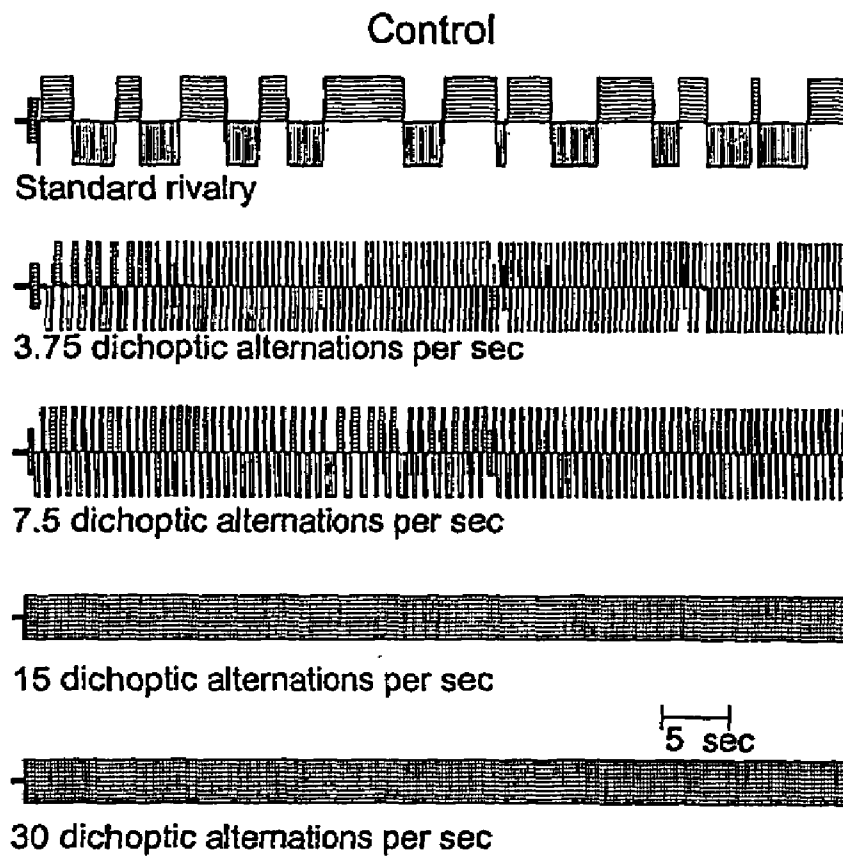 Control
Standard rivalry
3.75 dichoptic alternations per sec
7.5 dichoptic alternations per sec
15 dichoptic alternations per sec
5 sec
30 dichoptic alternations per sec